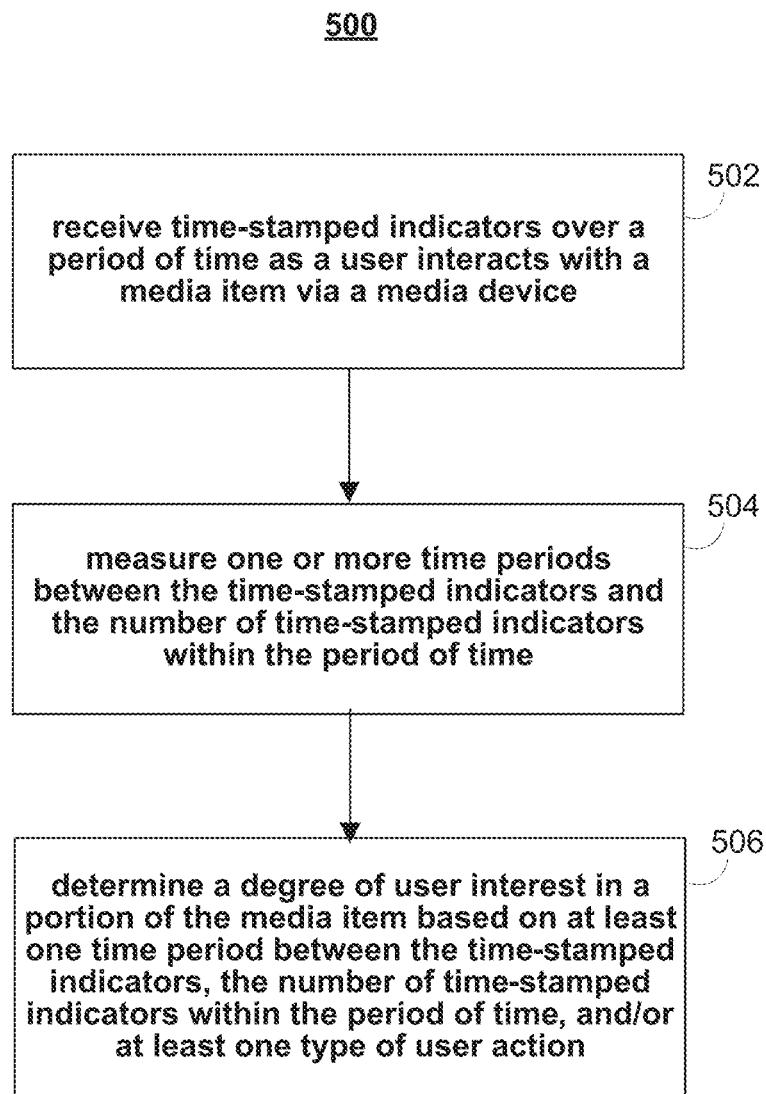 500
502
receive time-stamped indicators over a
period of time as a user interacts with a
media item via a media device
504
measure one or more time periods
between the time-stamped indicators and
the number of time-stamped indicators
within the period of time
506
determine a degree of user interest in a
portion of the media item based on at least
one time period between the time-stamped
indicators, the number of time-stamped
indicators within the period of time, and/or
at least one type of user action